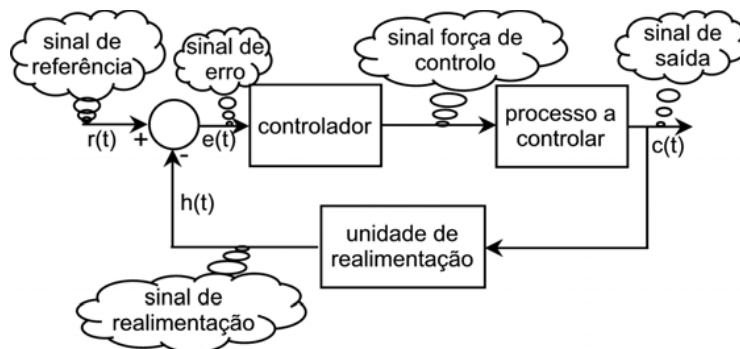 sinal de
referência
sinal de
erro
sinal força de
controlo
sinal de
saída
r(t)
+
-
e(t)
controlador
processo a
controlar
c(t)
h(t)
unidade de
realimentação
sinal de
realimentação